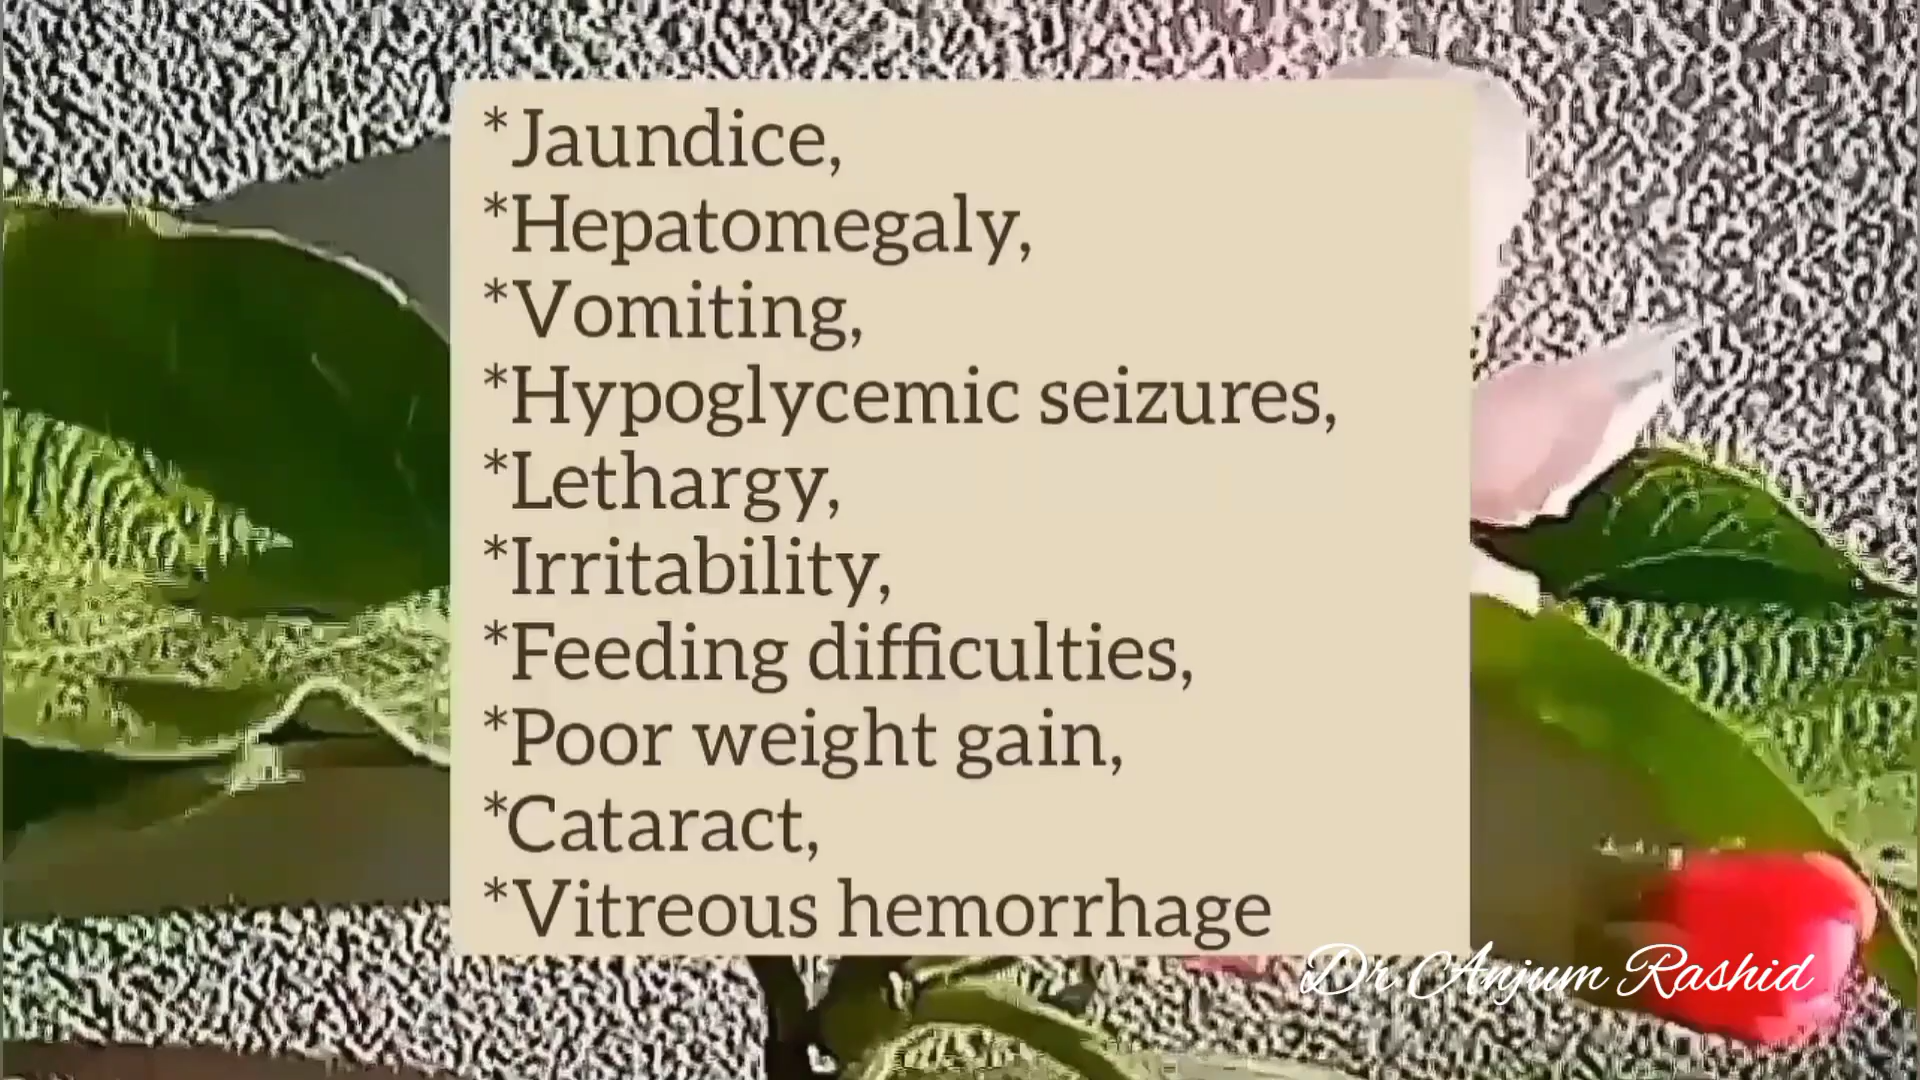 *Jaundice,
*Hepatomegaly,
*Vomiting,
*Hypoglycemic seizures,
*Lethargy,
*Irritability,
*Feeding difficulties,
*Poor weight gain,
*Cataract,
*Vitreous hemorrhage
Dr Anjum Rashid